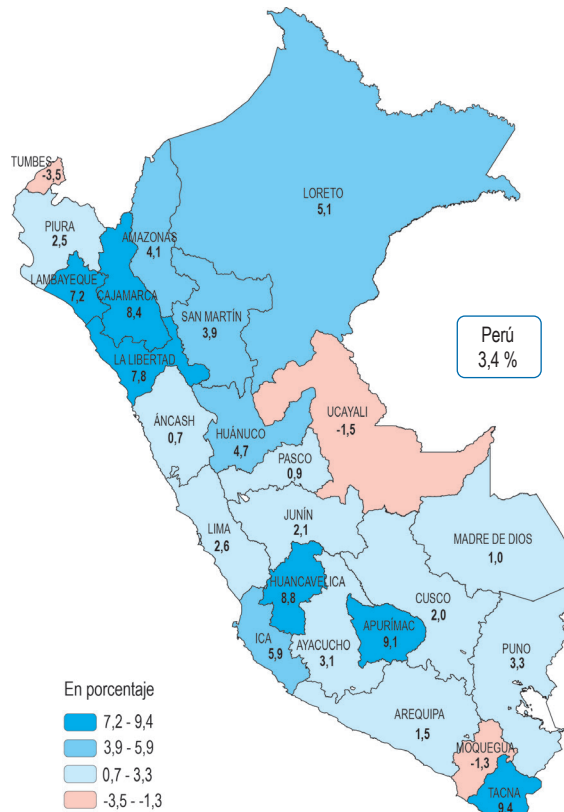 TUMBES
-3,5
LORETO
5,1
PIURA
2,5
AMAZONAS
4,1
LAMBAYEQUE
7,2
CAJAMARCA
8,4
SAN MARTÍN
3,9
Perú
3,4 %
LA LIBERTAD
7,8
UCAYALI
-1,5
ÁNCASH
0,7
HUÁNUCO
4,7
PASCO
0,9
JUNÍN
2,1
LIMA
2,6
MADRE DE DIOS
1,0
HUANCAVELICA
8,8
CUSCO
2,0
APURÍMAC
9,1
ICA
5,9
AYACUCHO
3,1
PUNO
3,3
AREQUIPA
1,5
MOQUEGUA
-1,3
TACNA
9,4
En porcentaje
7,2 - 9,4
3,9 - 5,9
0,7 - 3,3
-3,5 - -1,3